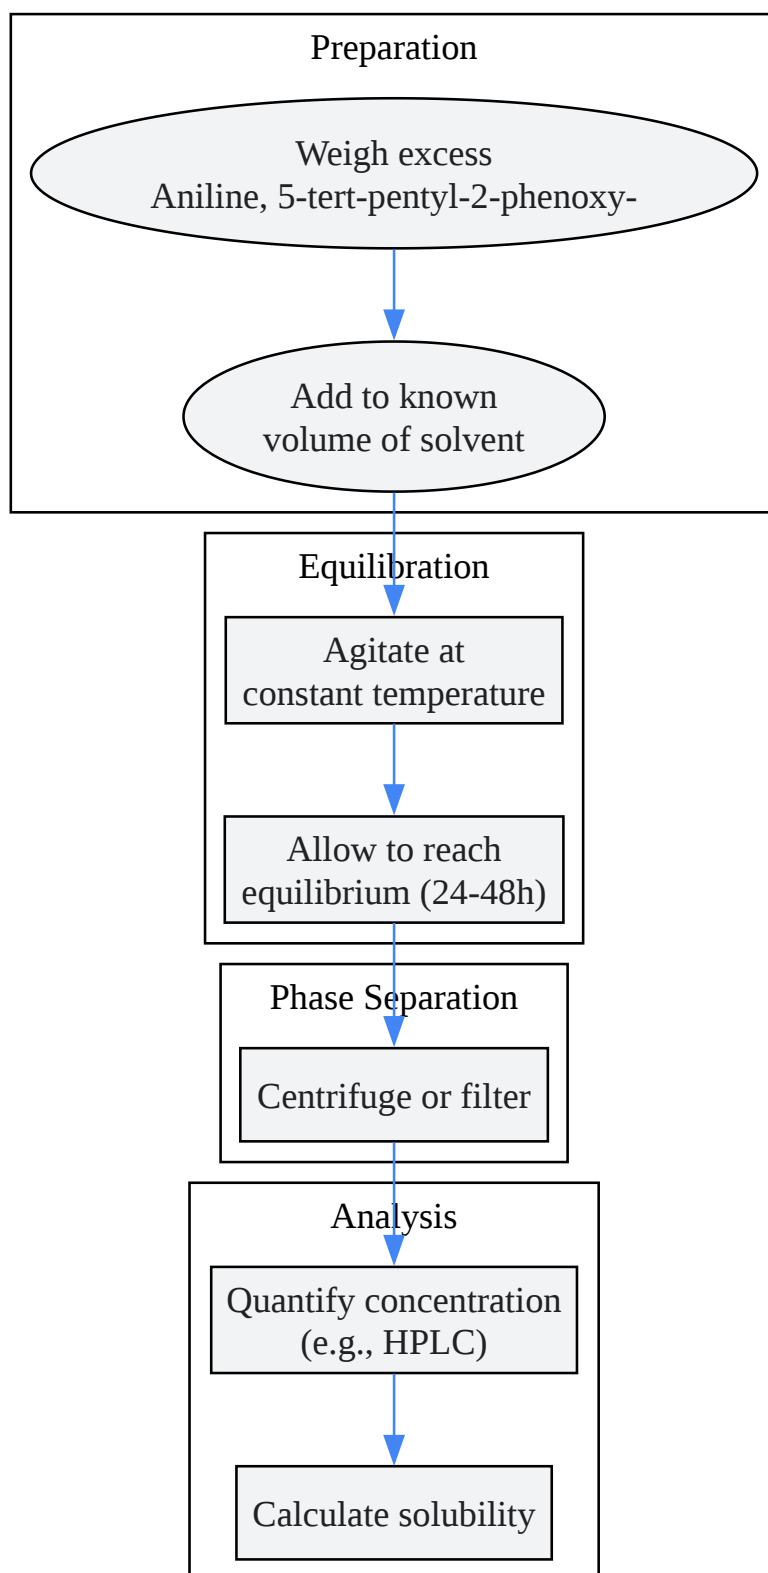 Preparation
Weigh excess
Aniline, 5-tert-pentyl-2-phenoxy-
Add to known
volume of solvent
Equilibration
Agitate at
constant temperature
Allow to reach
equilibrium (24-48h)
Phase Separation
Centrifuge or filter
Analysis
Quantify concentration
(e.g., HPLC)
Calculate solubility